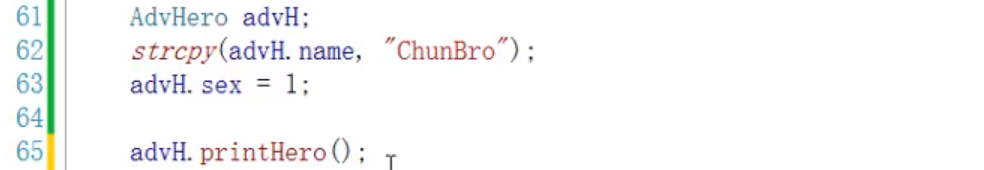 61 AdvHero advH;
62 strcpy(advH.name, "ChunBro");
63 advH.sex = 1;
64
65 advH.printHero();